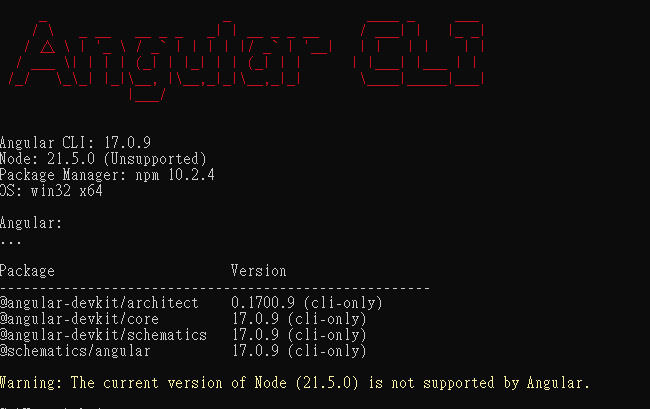 Angular CLI
Angular CLI: 17.0.9
Node: 21.5.0 (Unsupported)
Package Manager: npm 10.2.4
OS: win32 x64
Angular:
...
Package Version
------------------------------------------------------
@angular-devkit/architect 0.1700.9 (cli-only)
@angular-devkit/core 17.0.9 (cli-only)
@angular-devkit/schematics 17.0.9 (cli-only)
@schematics/angular 17.0.9 (cli-only)
Warning: The current version of Node (21.5.0) is not supported by Angular.